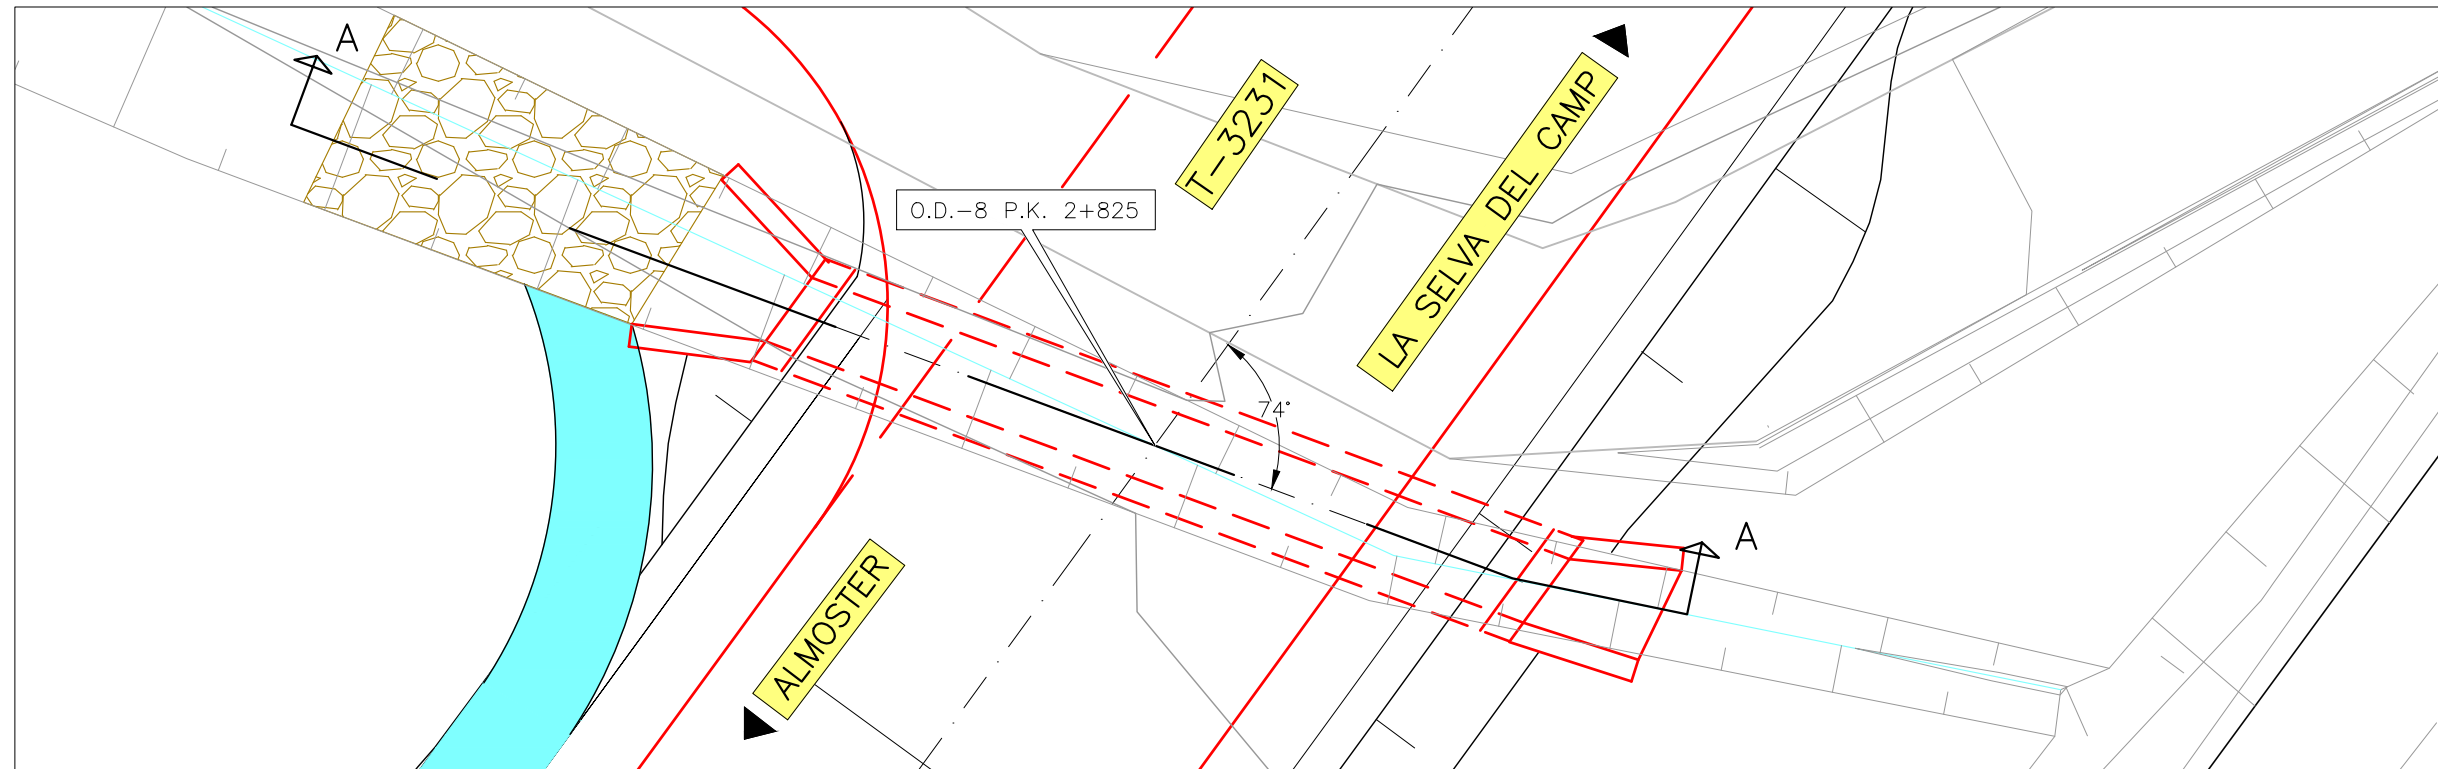 A
T-3231
LA SELVA DEL CAMP
O.D.-8 P.K. 2+825
74°
A
ALMOSTER